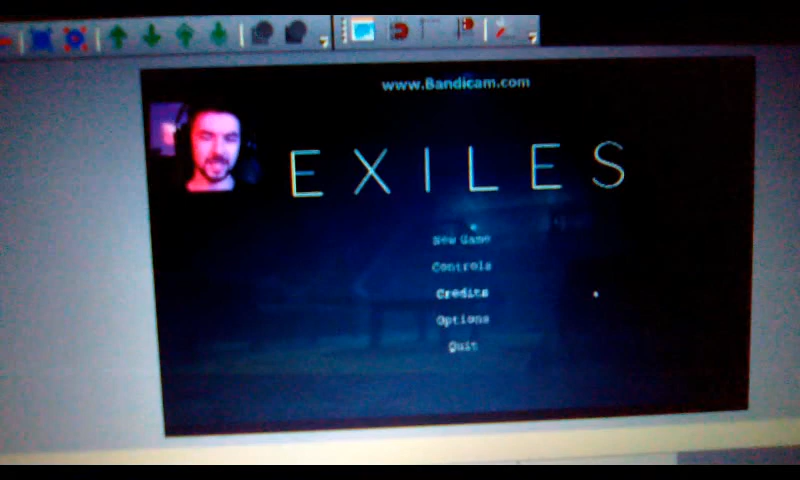 www.Bandicam.com
EXILES
New Game
Controls
Credits
Options
Quit